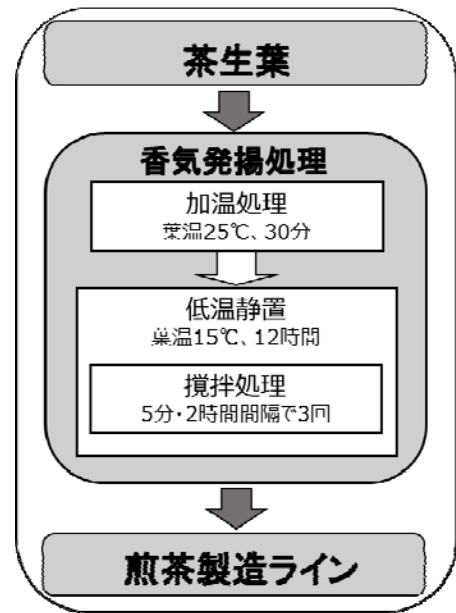 茶生葉
香気発揚処理
加温処理
葉温25℃、30分
低温静置
葉温15℃、12時間
撹拌処理
5分・2時間間隔で3回
煎茶製造ライン